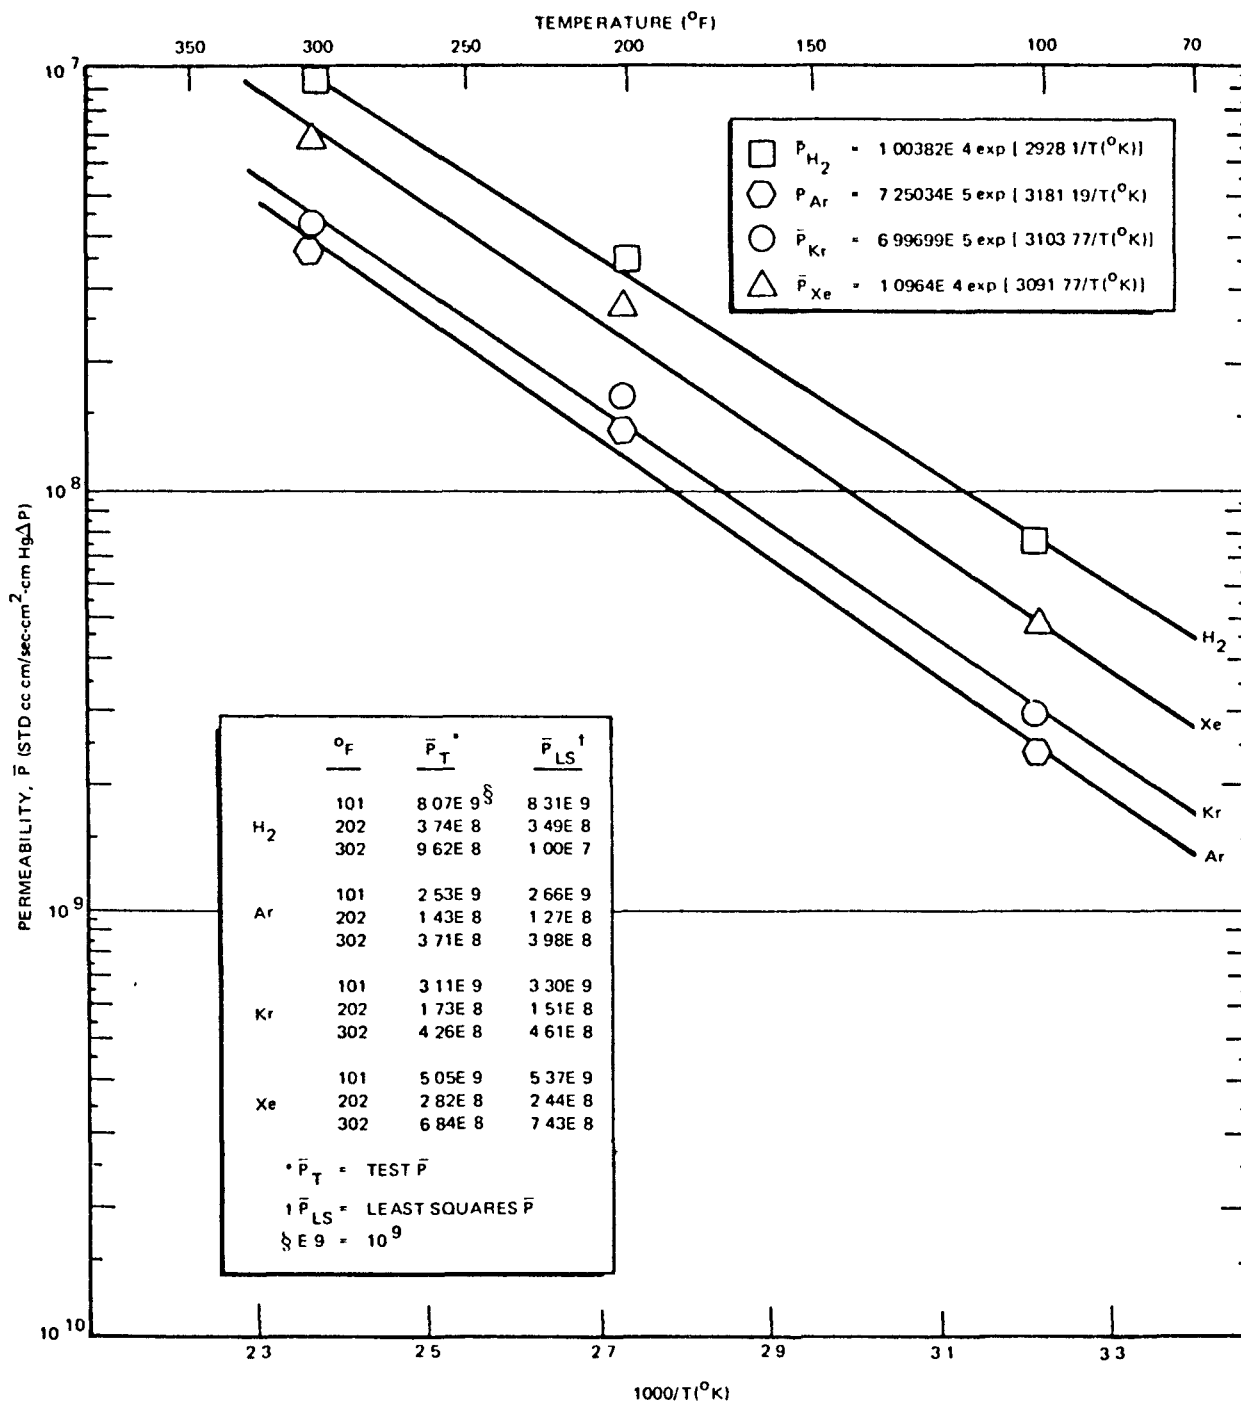 TEMPERATURE (°F)
350 300 250 200 150 100 70
10^7
P_H2 = 1 00382E 4 exp [ 2928 1/T(°K)]
P_Ar = 7 25034E 5 exp [ 3181 19/T(°K)
P̄_Kr = 6 99699E 5 exp [ 3103 77/T(°K)]
P̄_Xe = 1 0964E 4 exp [ 3091 77/T(°K)]
10^8
PERMEABILITY, P̄ (STD cc cm/sec-cm²-cm HgΔP)
H2
Xe
Kr
Ar
°F P̄_T* P̄_LS†
H2
101 8 07E 9§ 8 31E 9
202 3 74E 8 3 49E 8
302 9 62E 8 1 00E 7
Ar
101 2 53E 9 2 66E 9
202 1 43E 8 1 27E 8
302 3 71E 8 3 98E 8
Kr
101 3 11E 9 3 30E 9
202 1 73E 8 1 51E 8
302 4 26E 8 4 61E 8
Xe
101 5 05E 9 5 37E 9
202 2 82E 8 2 44E 8
302 6 84E 8 7 43E 8
* P̄_T = TEST P̄
† P̄_LS = LEAST SQUARES P̄
§ E 9 = 10^9
10^9
10^10
2 3 2 5 2 7 2 9 3 1 3 3
1000/T(°K)